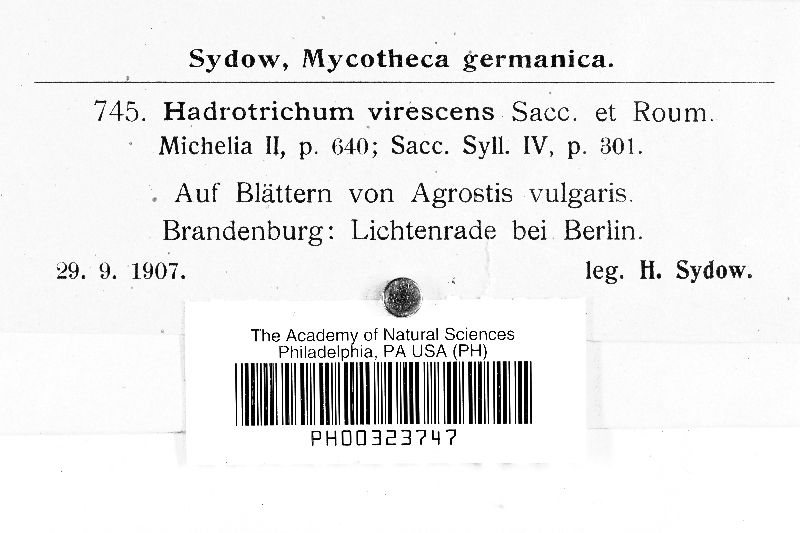 Sydow, Mycotheca germanica.
745. Hadrotrichum virescens Sacc. et Roum.
Michelia II, p. 640; Sacc. Syll. IV, p. 301.
Auf Blättern von Agrostis vulgaris.
Brandenburg: Lichtenrade bei Berlin.
29. 9. 1907. leg. H. Sydow.
The Academy of Natural Sciences
Philadelphia, PA USA (PH)
PH00323747